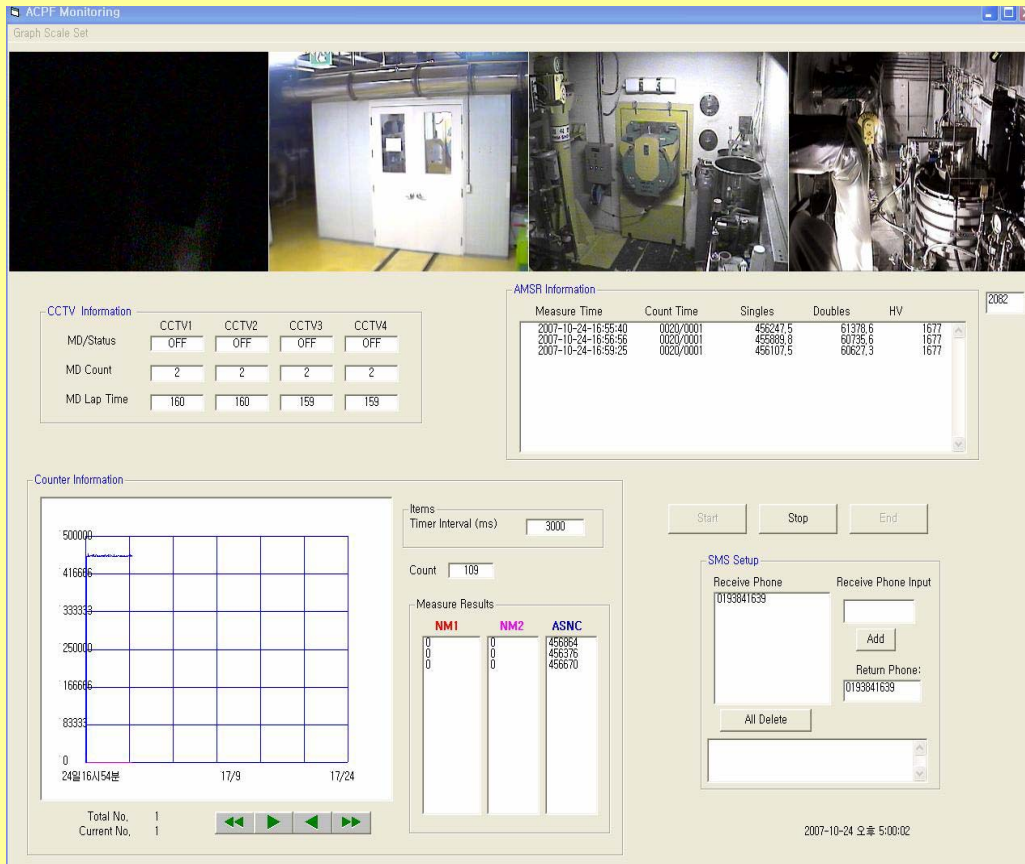 ACPF Monitoring
Graph Scale Set
CCTV Information
CCTV1 CCTV2 CCTV3 CCTV4
MD/Status OFF OFF OFF OFF
MD Count 2 2 2 2
MD Lap Time 160 160 159 159
AMSR Information
Measure Time Count Time Singles Doubles HV
2007-10-24-16:55:40 0020/0001 456247,5 61378,6 1677
2007-10-24-16:56:56 0020/0001 455889,8 60735,6 1677
2007-10-24-16:59:25 0020/0001 456107,5 60627,3 1677
2082
Counter Information
500000
416666
333333
250000
166666
83333
0
24일16시54분 17/9 17/24
Total No, 1
Current No, 1
Items
Timer Interval (ms) 3000
Count 109
Measure Results
NM1 NM2 ASNC
0 0 456864
0 0 456376
0 0 456670
Start Stop End
SMS Setup
Receive Phone Receive Phone Input
0193841639
Add
Return Phone:
0193841639
All Delete
2007-10-24 오후 5:00:02